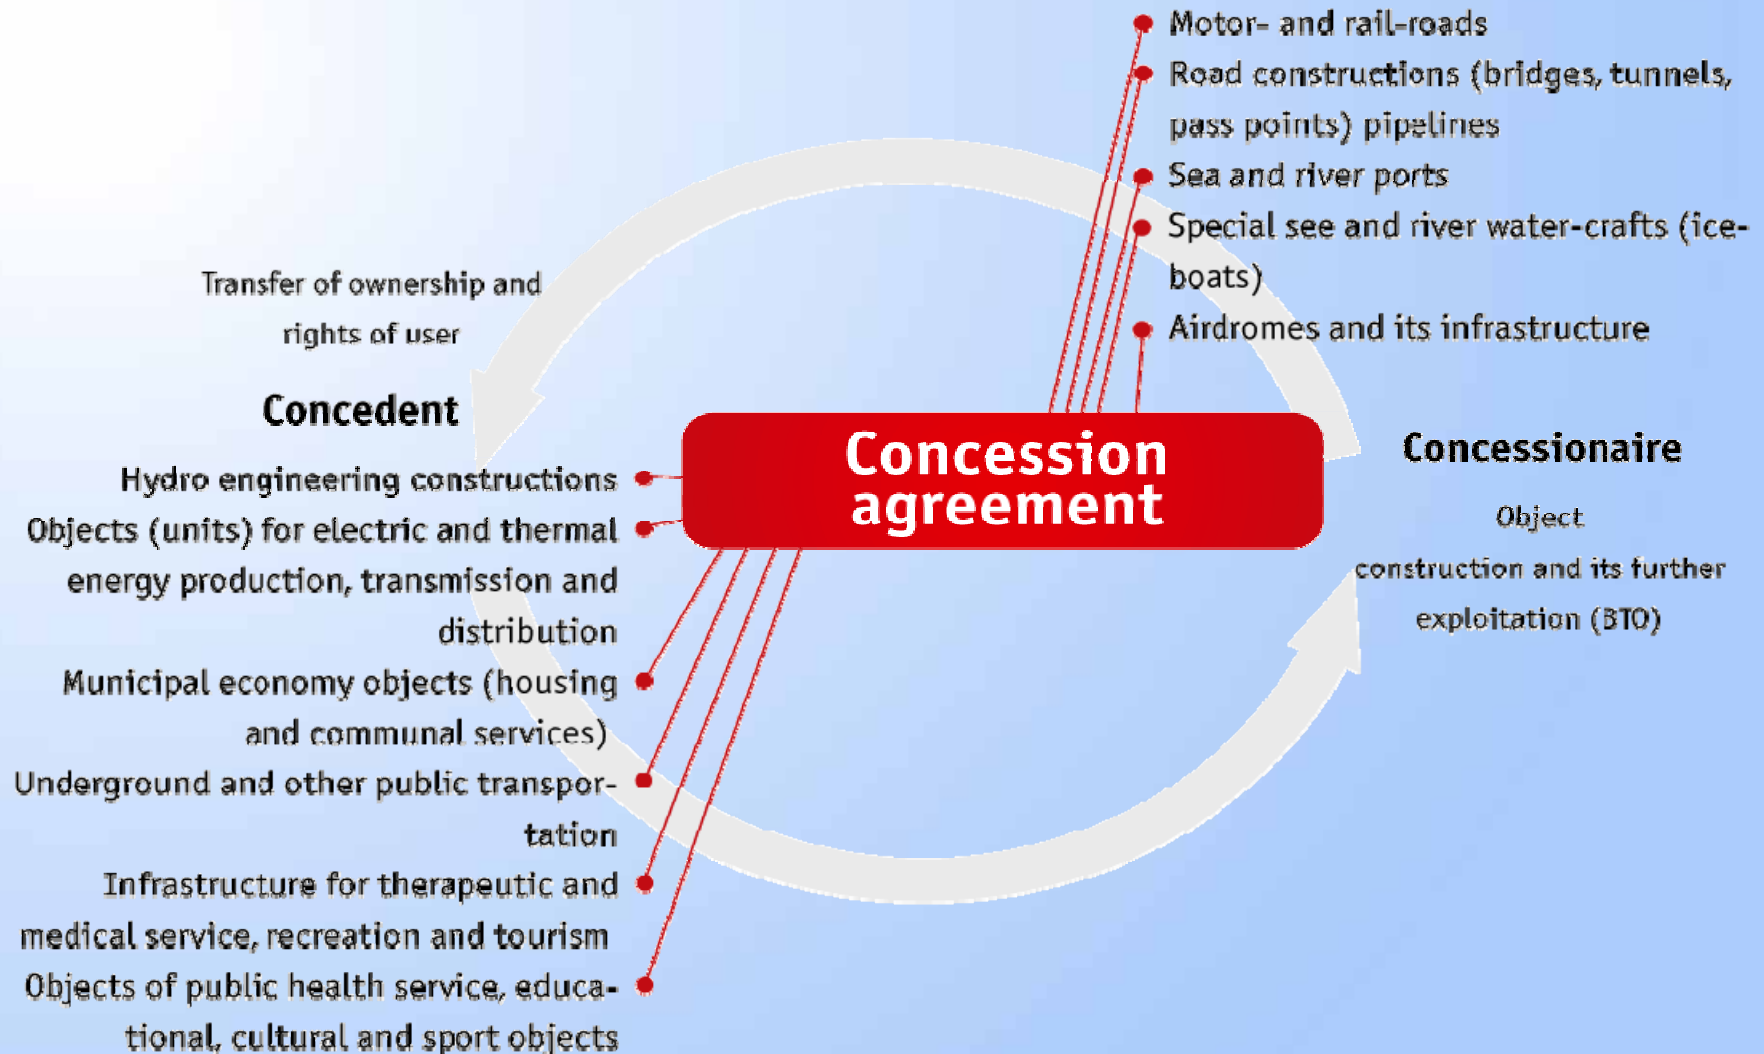 Motor- and rail-roads
Road constructions (bridges, tunnels,
pass points) pipelines
Sea and river ports
Special see and river water-crafts (ice-
boats)
Airdromes and its infrastructure
Transfer of ownership and
rights of user
Concedent
Concession
agreement
Concessionaire
Object
construction and its further
exploitation (BTO)
Hydro engineering constructions
Objects (units) for electric and thermal
energy production, transmission and
distribution
Municipal economy objects (housing
and communal services)
Underground and other public transpor-
tation
Infrastructure for therapeutic and
medical service, recreation and tourism
Objects of public health service, educa-
tional, cultural and sport objects